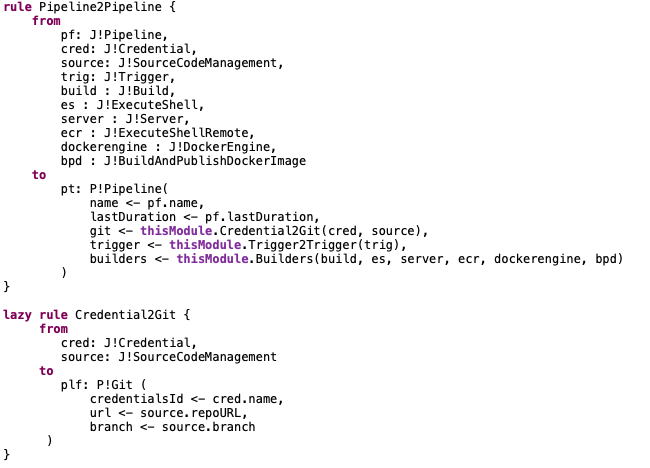 rule Pipeline2Pipeline {
from
pf: J!Pipeline,
cred: J!Credential,
source: J!SourceCodeManagement,
trig: J!Trigger,
build : J!Build,
es : J!ExecuteShell,
server : J!Server,
ecr : J!ExecuteShellRemote,
dockerengine : J!DockerEngine,
bpd : J!BuildAndPublishDockerImage
to
pt: P!Pipeline(
name <- pf.name,
lastDuration <- pf.lastDuration,
git <- thisModule.Credential2Git(cred, source),
trigger <- thisModule.Trigger2Trigger(trig),
builders <- thisModule.Builders(build, es, server, ecr, dockerengine, bpd)
)
}
lazy rule Credential2Git {
from
cred: J!Credential,
source: J!SourceCodeManagement
to
plf: P!Git (
credentialsId <- cred.name,
url <- source.repoURL,
branch <- source.branch
)
}